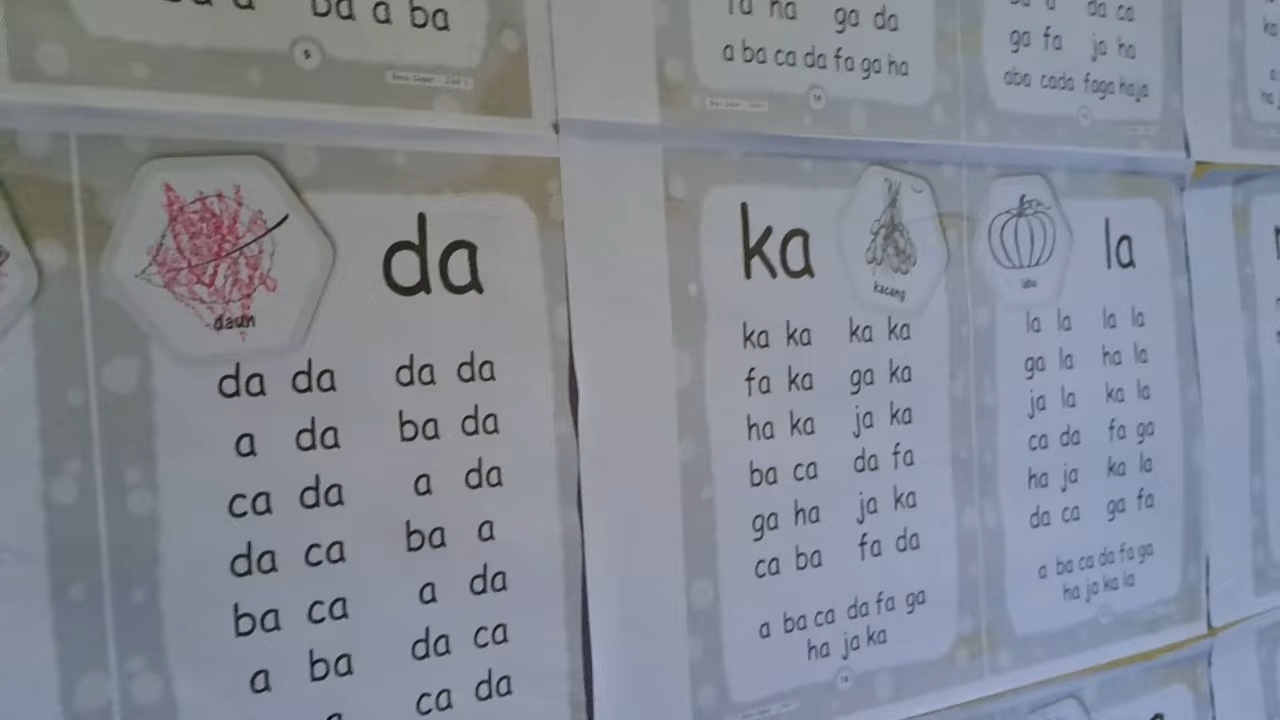 ba a ba
9
ga da
a ba ca da fa ga ha
da ca
ga fa ja ha
aba cada faga haja
da
daun
da da da da
a da ba da
ca da a da
da ca ba a
ba ca a da
a ba da ca
ca da
ka
kacang
ka ka ka ka
fa ka ga ka
ha ka ja ka
ba ca da fa
ga ha ja ka
ca ba fa da
a ba ca da fa ga
ha ja ka
la
la la la la
ga la ha la
ja la ka la
ca da fa ga
ha ja ka la
da ca ga fa
a ba ca da fa ga
ha ja ka la